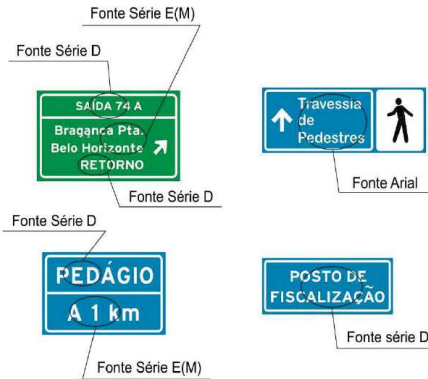 Fonte Série E(M)
Fonte Série D
SAÍDA 74 A
Bragança Pta.
Belo Horizonte
RETORNO
Fonte Série D
Travessia
de
Pedestres
Fonte Arial
Fonte Série D
PEDÁGIO
A 1 km
Fonte Série E(M)
POSTO DE
FISCALIZAÇÃO
Fonte série D